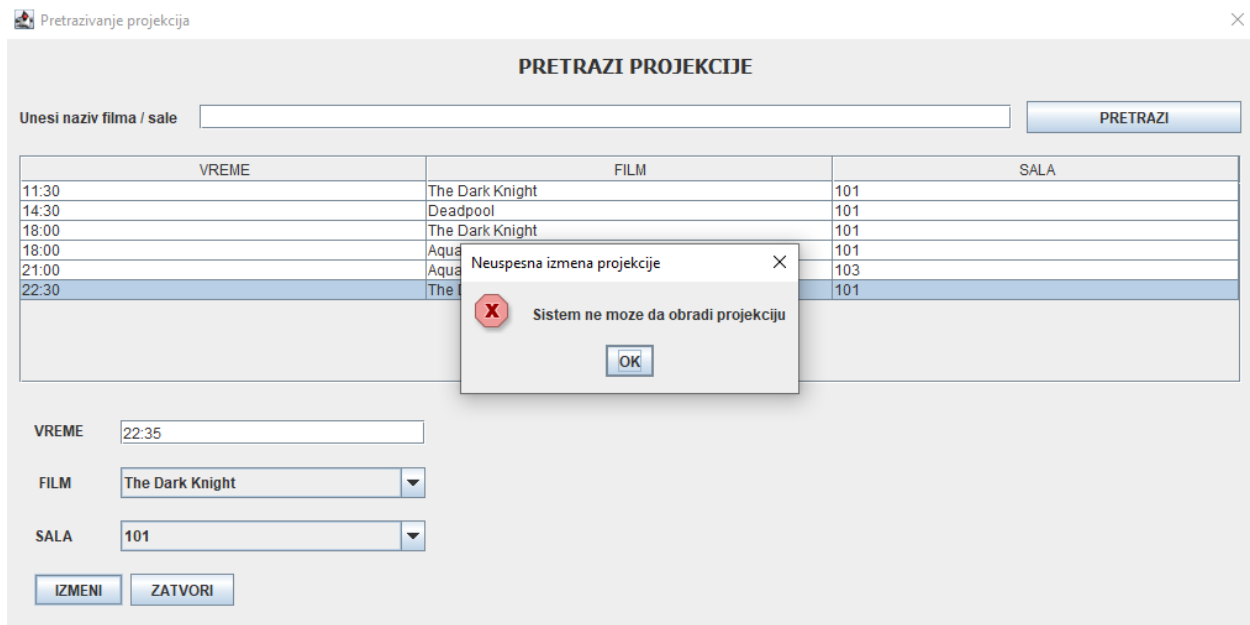 Pretrazivanje projekcija
PRETRAZI PROJEKCIJE
Unesi naziv filma / sale PRETRAZI
VREME FILM SALA
11:30 The Dark Knight 101
14:30 Deadpool 101
18:00 The Dark Knight 101
18:00 Aqua 101
21:00 Aqua 103
22:30 The 101
Neuspesna izmena projekcije
Sistem ne moze da obradi projekciju
OK
VREME 22:35
FILM The Dark Knight
SALA 101
IZMENI ZATVORI